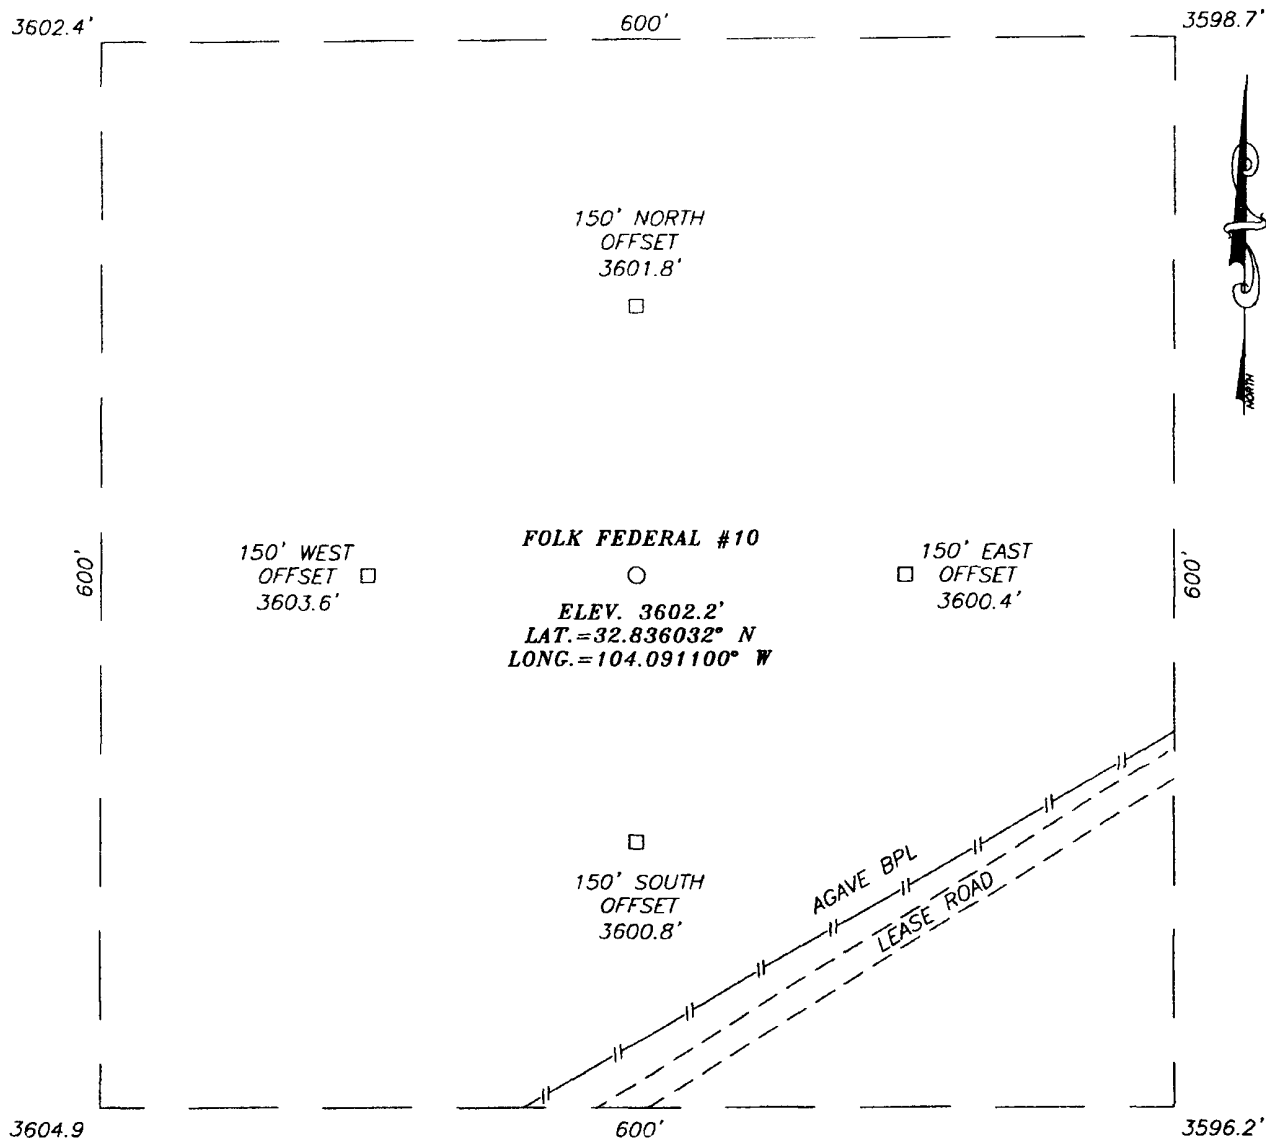 3602.4'
600'
3598.7'
150' NORTH
OFFSET
3601.8'
NORTH
600'
150' WEST
OFFSET
3603.6'
FOLK FEDERAL #10
ELEV. 3602.2'
LAT.=32.836032° N
LONG.=104.091100° W
150' EAST
OFFSET
3600.4'
600'
150' SOUTH
OFFSET
3600.8'
AGAVE BPL
LEASE ROAD
3604.9
600'
3596.2'